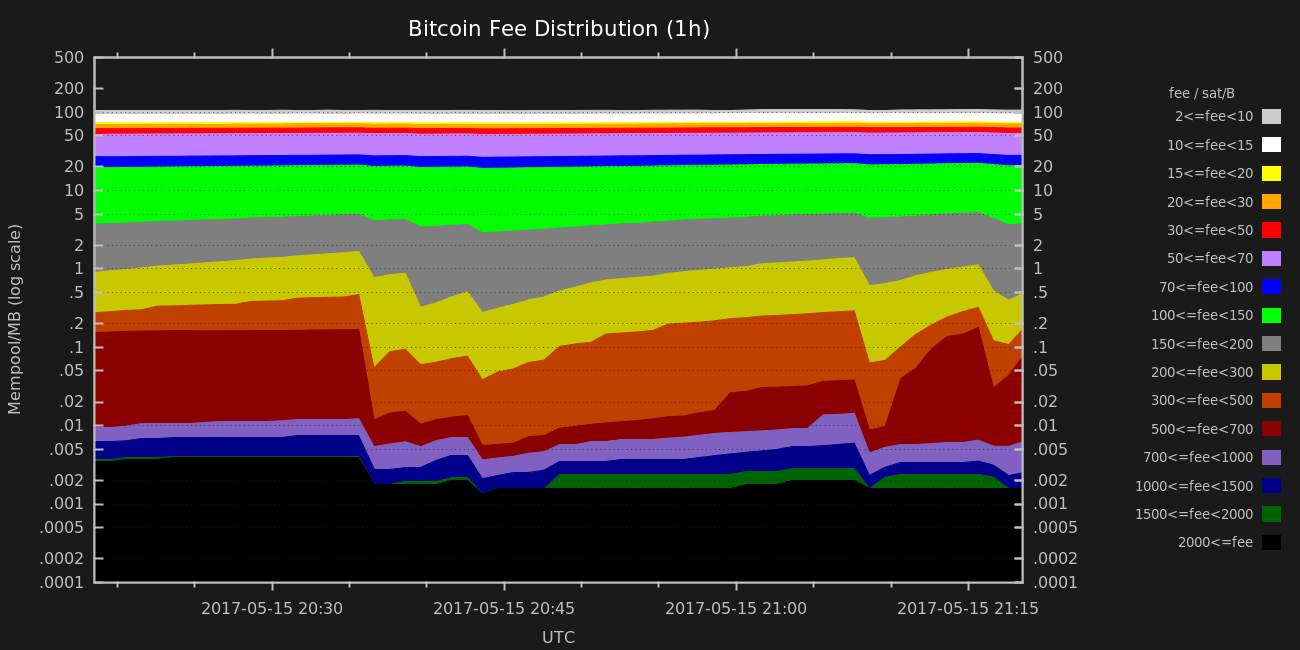 Bitcoin Fee Distribution (1h)
500
200
100
50
20
10
5
2
1
.5
.2
.1
.05
.02
.01
.005
.002
.001
.0005
.0002
.0001
Mempool/MB (log scale)
500
200
100
50
20
10
5
2
1
.5
.2
.1
.05
.02
.01
.005
.002
.001
.0005
.0002
.0001
2017-05-15 20:30 2017-05-15 20:45 2017-05-15 21:00 2017-05-15 21:15
UTC
fee / sat/B
2<=fee<10
10<=fee<15
15<=fee<20
20<=fee<30
30<=fee<50
50<=fee<70
70<=fee<100
100<=fee<150
150<=fee<200
200<=fee<300
300<=fee<500
500<=fee<700
700<=fee<1000
1000<=fee<1500
1500<=fee<2000
2000<=fee